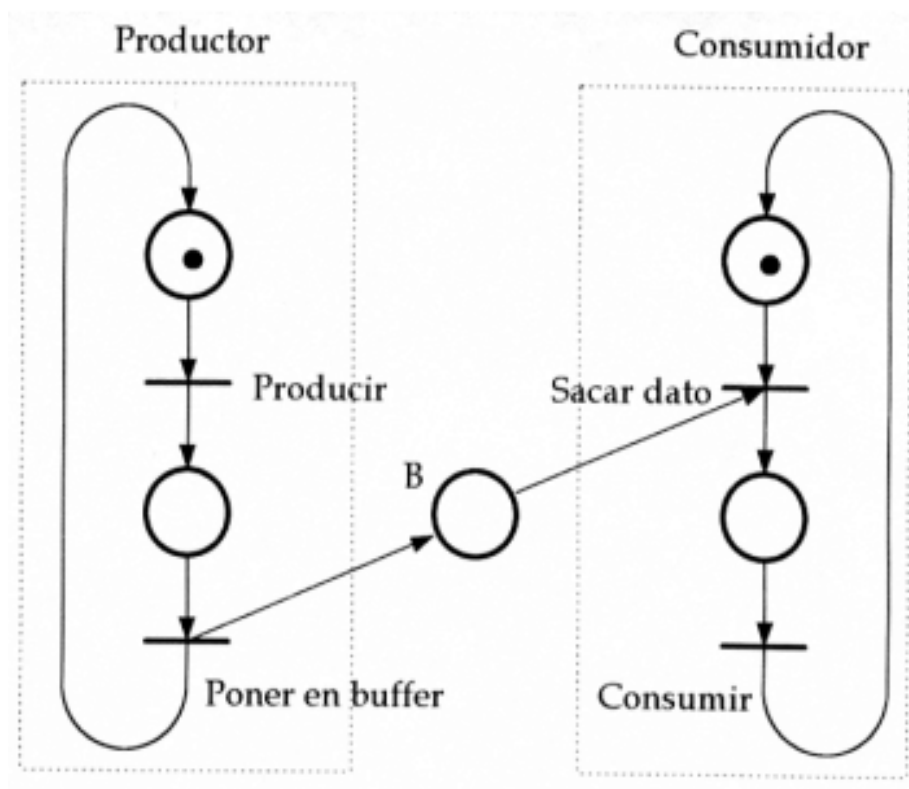 Productor
Consumidor
Producir
Sacar dato
B
Poner en buffer
Consumir